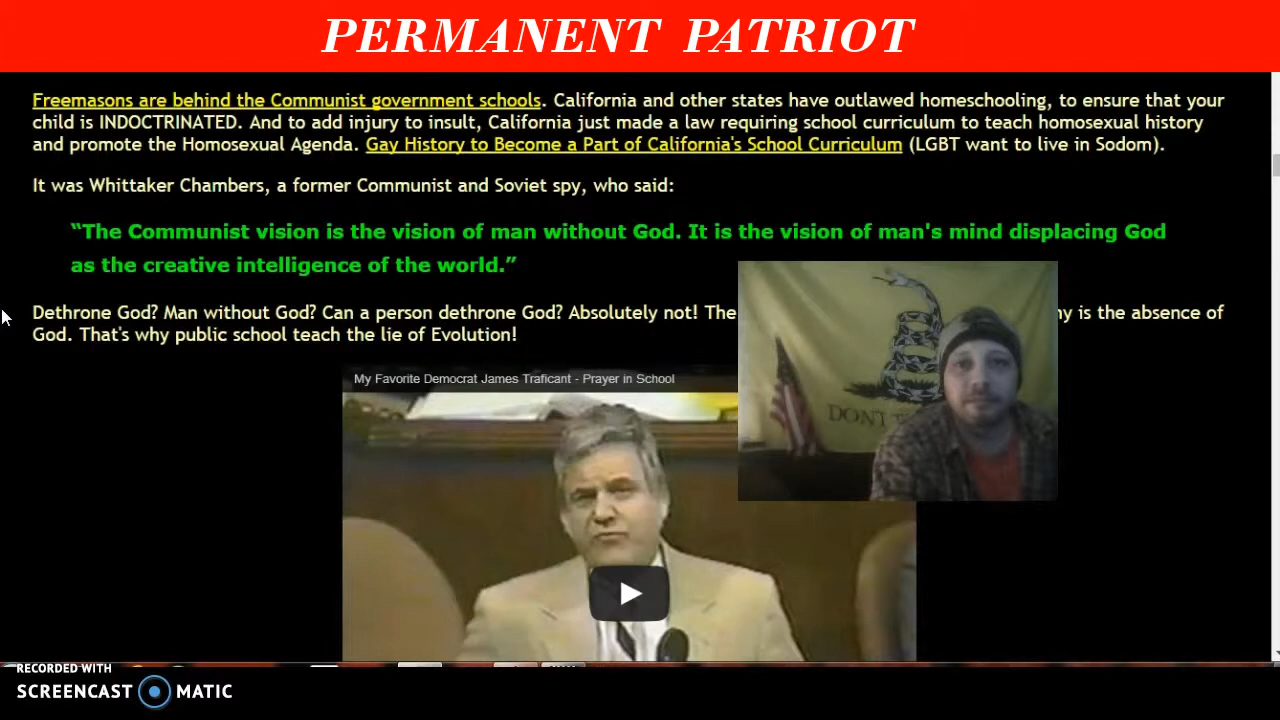 PERMANENT PATRIOT
Freemasons are behind the Communist government schools. California and other states have outlawed homeschooling, to ensure that your
child is INDOCTRINATED. And to add injury to insult, California just made a law requiring school curriculum to teach homosexual history
and promote the Homosexual Agenda. Gay History to Become a Part of California's School Curriculum (LGBT want to live in Sodom).
It was Whittaker Chambers, a former Communist and Soviet spy, who said:
“The Communist vision is the vision of man without God. It is the vision of man's mind displacing God
as the creative intelligence of the world.”
Dethrone God? Man without God? Can a person dethrone God? Absolutely not! The is the absence of
God. That's why public school teach the lie of Evolution!
My Favorite Democrat James Traficant - Prayer in School
DON'T
RECORDED WITH
SCREENCAST MATIC